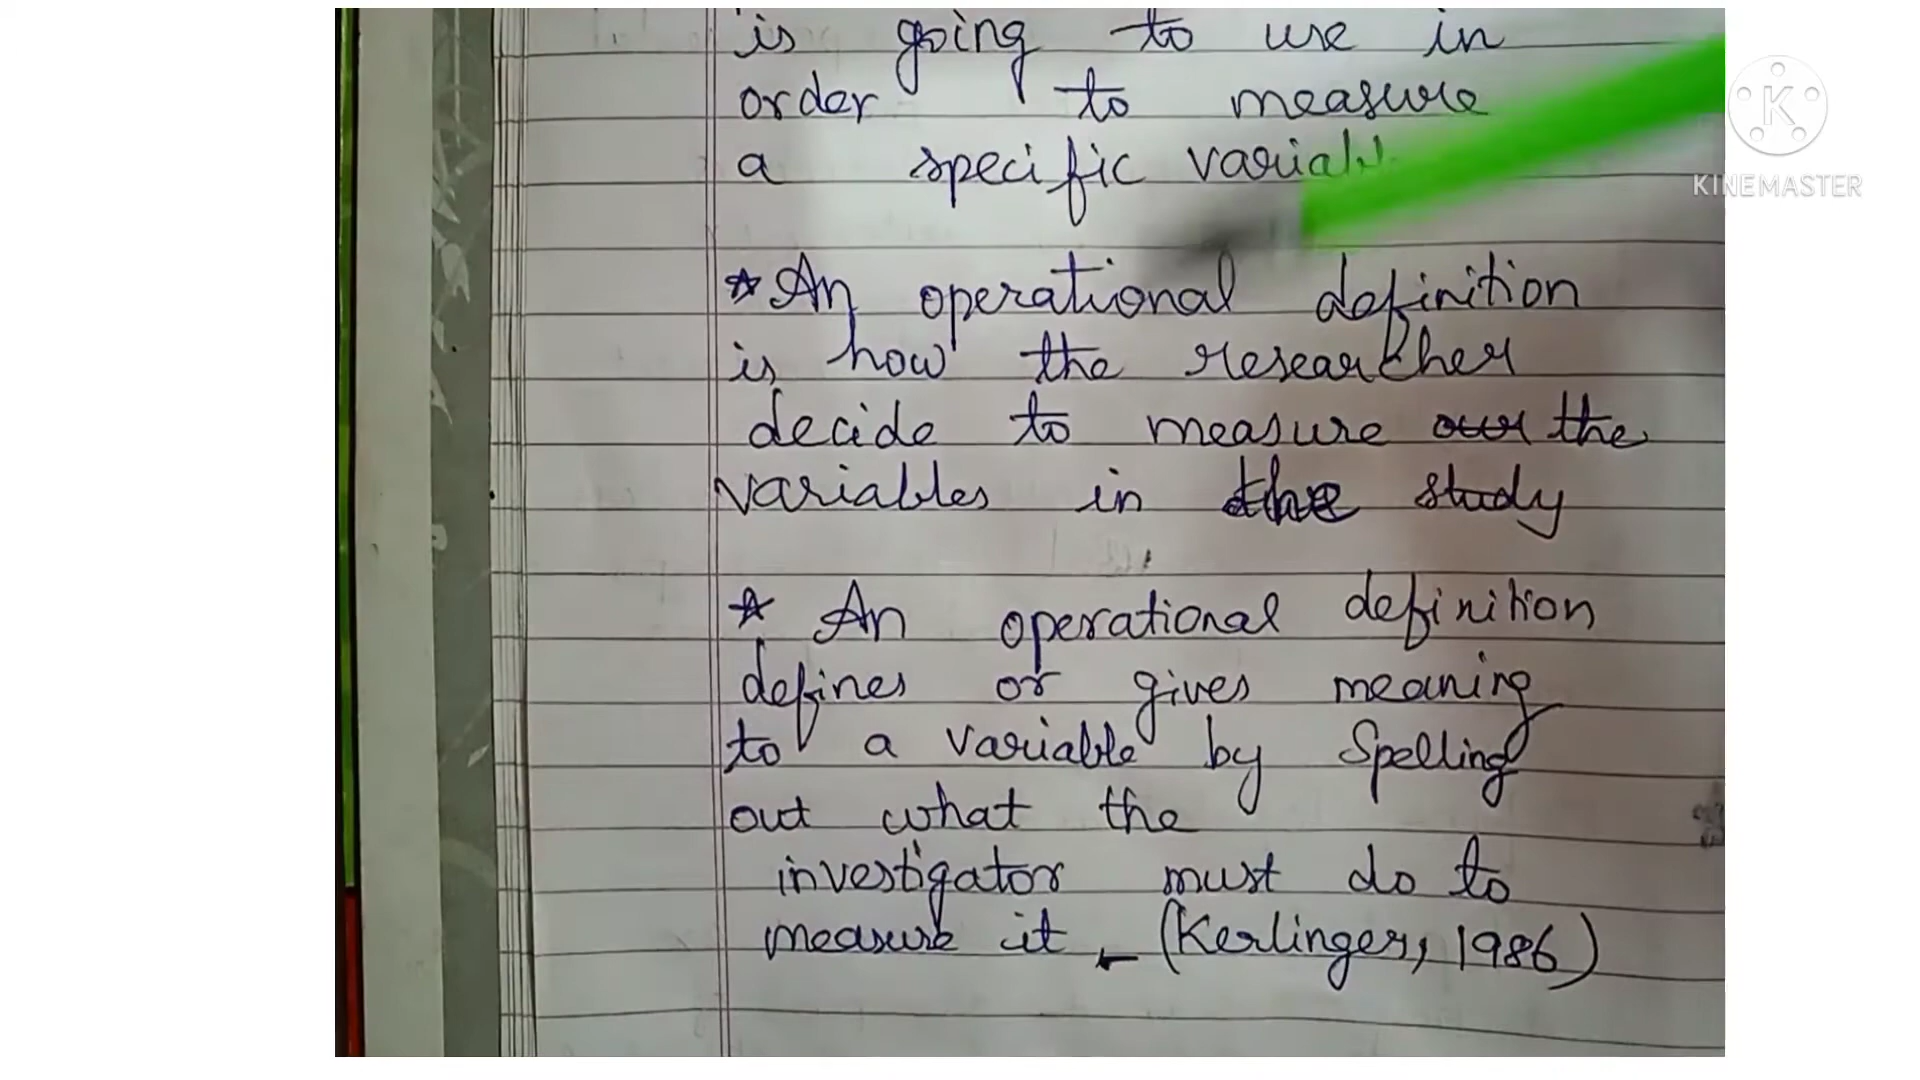 is going to use in
order to measure
a specific variabl
☆ An operational definition
is how the researcher
decide to measure our the
variables in the study
☆ An operational definition
defines or gives meaning
to a variable by Spelling
out what the
investigator must do to
measure it. (Kerlinger, 1986)
KINEMASTER